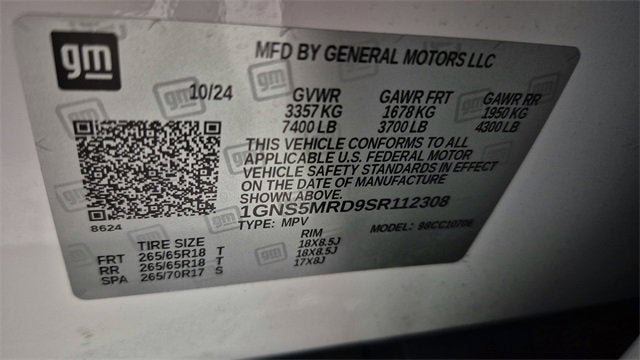 gm
MFD BY GENERAL MOTORS LLC
10/24
GVWR GAWR FRT GAWR RR
3357 KG 1678 KG 1950 KG
7400 LB 3700 LB 4300 LB
THIS VEHICLE CONFORMS TO ALL
APPLICABLE U.S. FEDERAL MOTOR
VEHICLE SAFETY STANDARDS IN EFFECT
ON THE DATE OF MANUFACTURE
SHOWN ABOVE.
1GNS5MRD9SR112308
TYPE: MPV MODEL: 98CC10706
8624
TIRE SIZE RIM
FRT 265/65R18 T 18X8.5J
RR 265/65R18 T 18X8.5J
SPA 265/70R17 S 17X8J